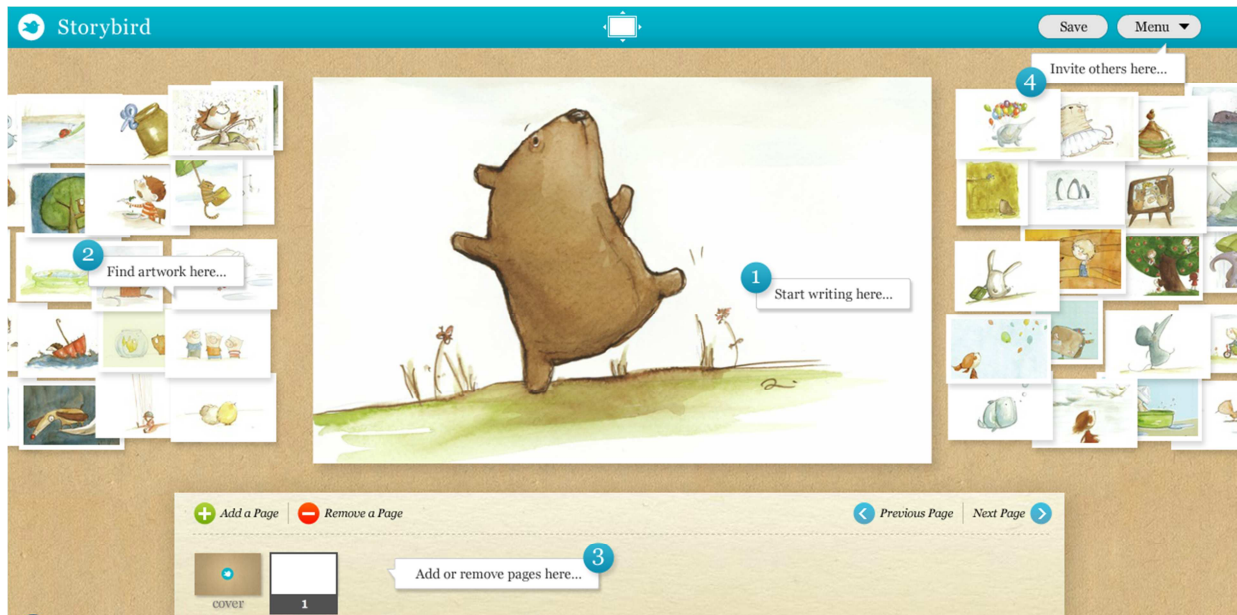 Storybird
Save
Menu
Invite others here...
4
2
Find artwork here...
1
Start writing here...
Add a Page
Remove a Page
Previous Page
Next Page
3
Add or remove pages here...
cover
1